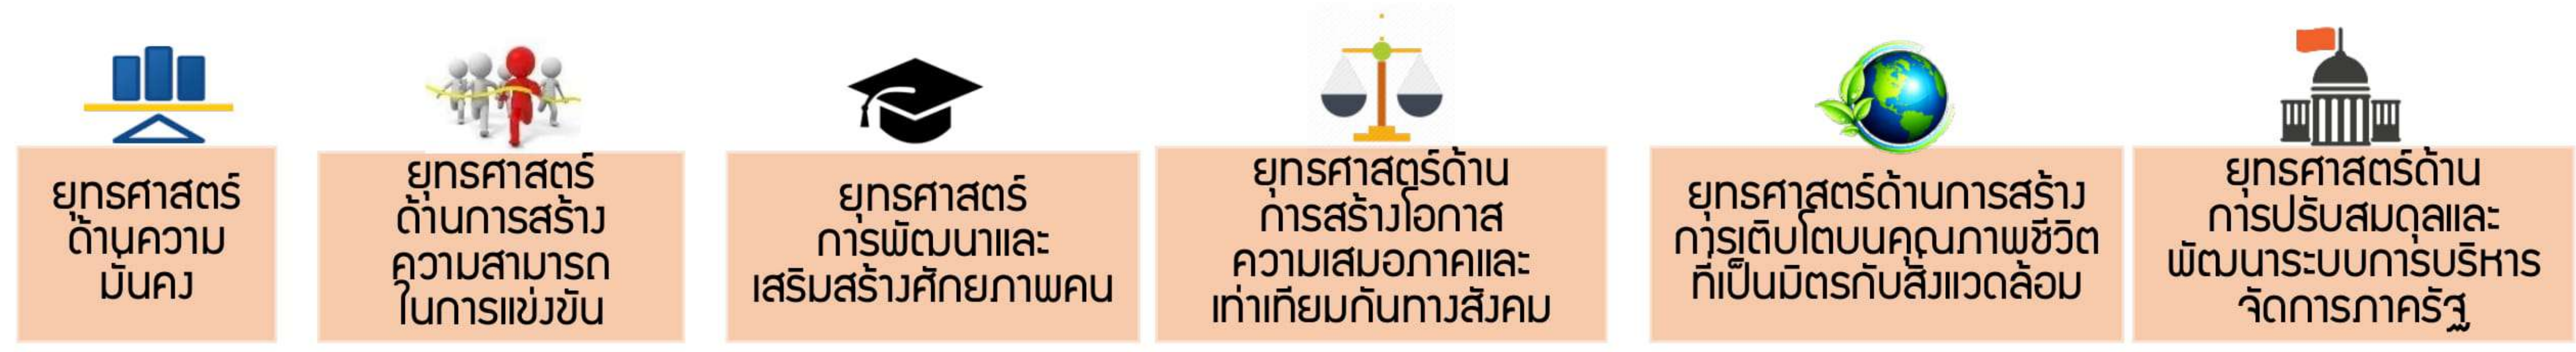 ยุทธศาสตร์
ด้านความ
มั่นคง
ยุทธศาสตร์
ด้านการสร้าง
ความสามารถ
ในการแข่งขัน
ยุทธศาสตร์
การพัฒนาและ
เสริมสร้างศักยภาพคน
ยุทธศาสตร์ด้าน
การสร้างโอกาส
ความเสมอภาคและ
เท่าเทียมกันทางสังคม
ยุทธศาสตร์ด้านการสร้าง
การเติบโตบนคุณภาพชีวิต
ที่เป็นมิตรกับสิ่งแวดล้อม
ยุทธศาสตร์ด้าน
การปรับสมดุลและ
พัฒนาระบบการบริหาร
จัดการภาครัฐ